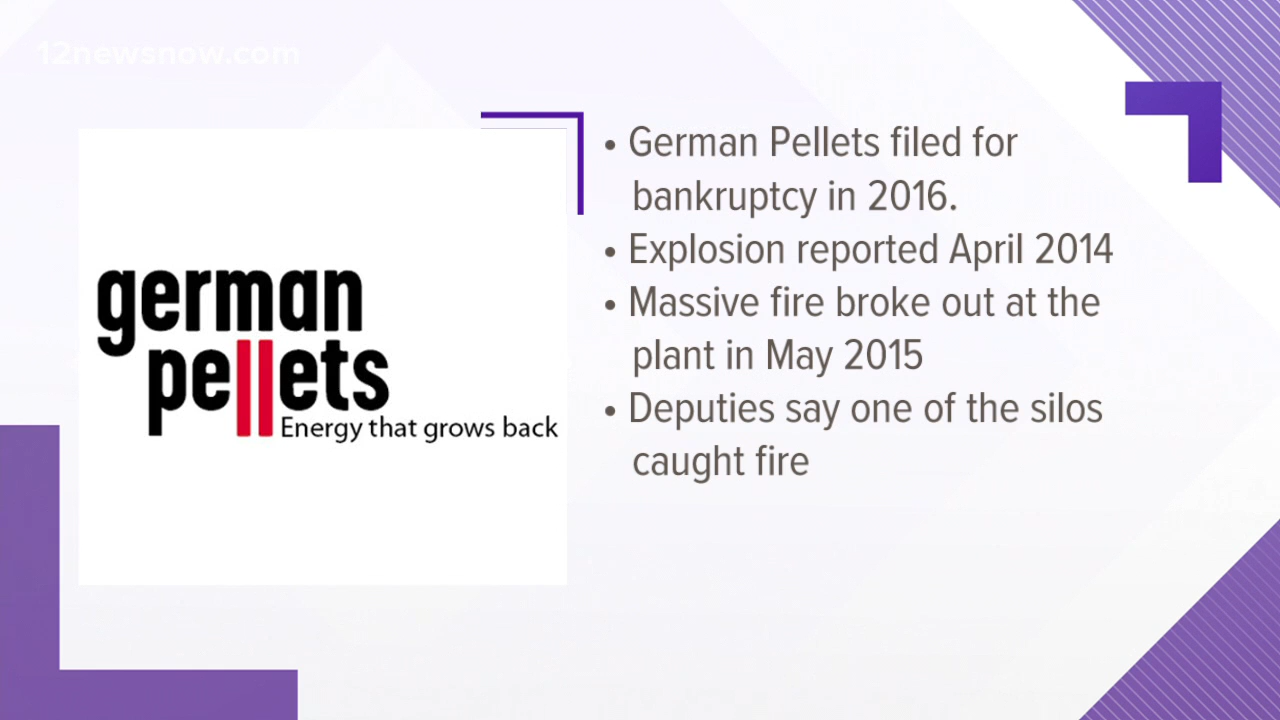 12newsnow.com
german
pellets
Energy that grows back
• German Pellets filed for
bankruptcy in 2016.
• Explosion reported April 2014
• Massive fire broke out at the
plant in May 2015
• Deputies say one of the silos
caught fire